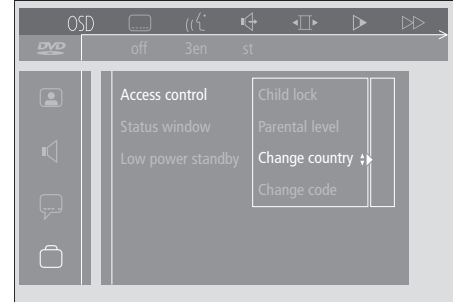 OSD
DVD off 3en st
Access control Child lock
Status window Parental level
Low power standby Change country
Change code